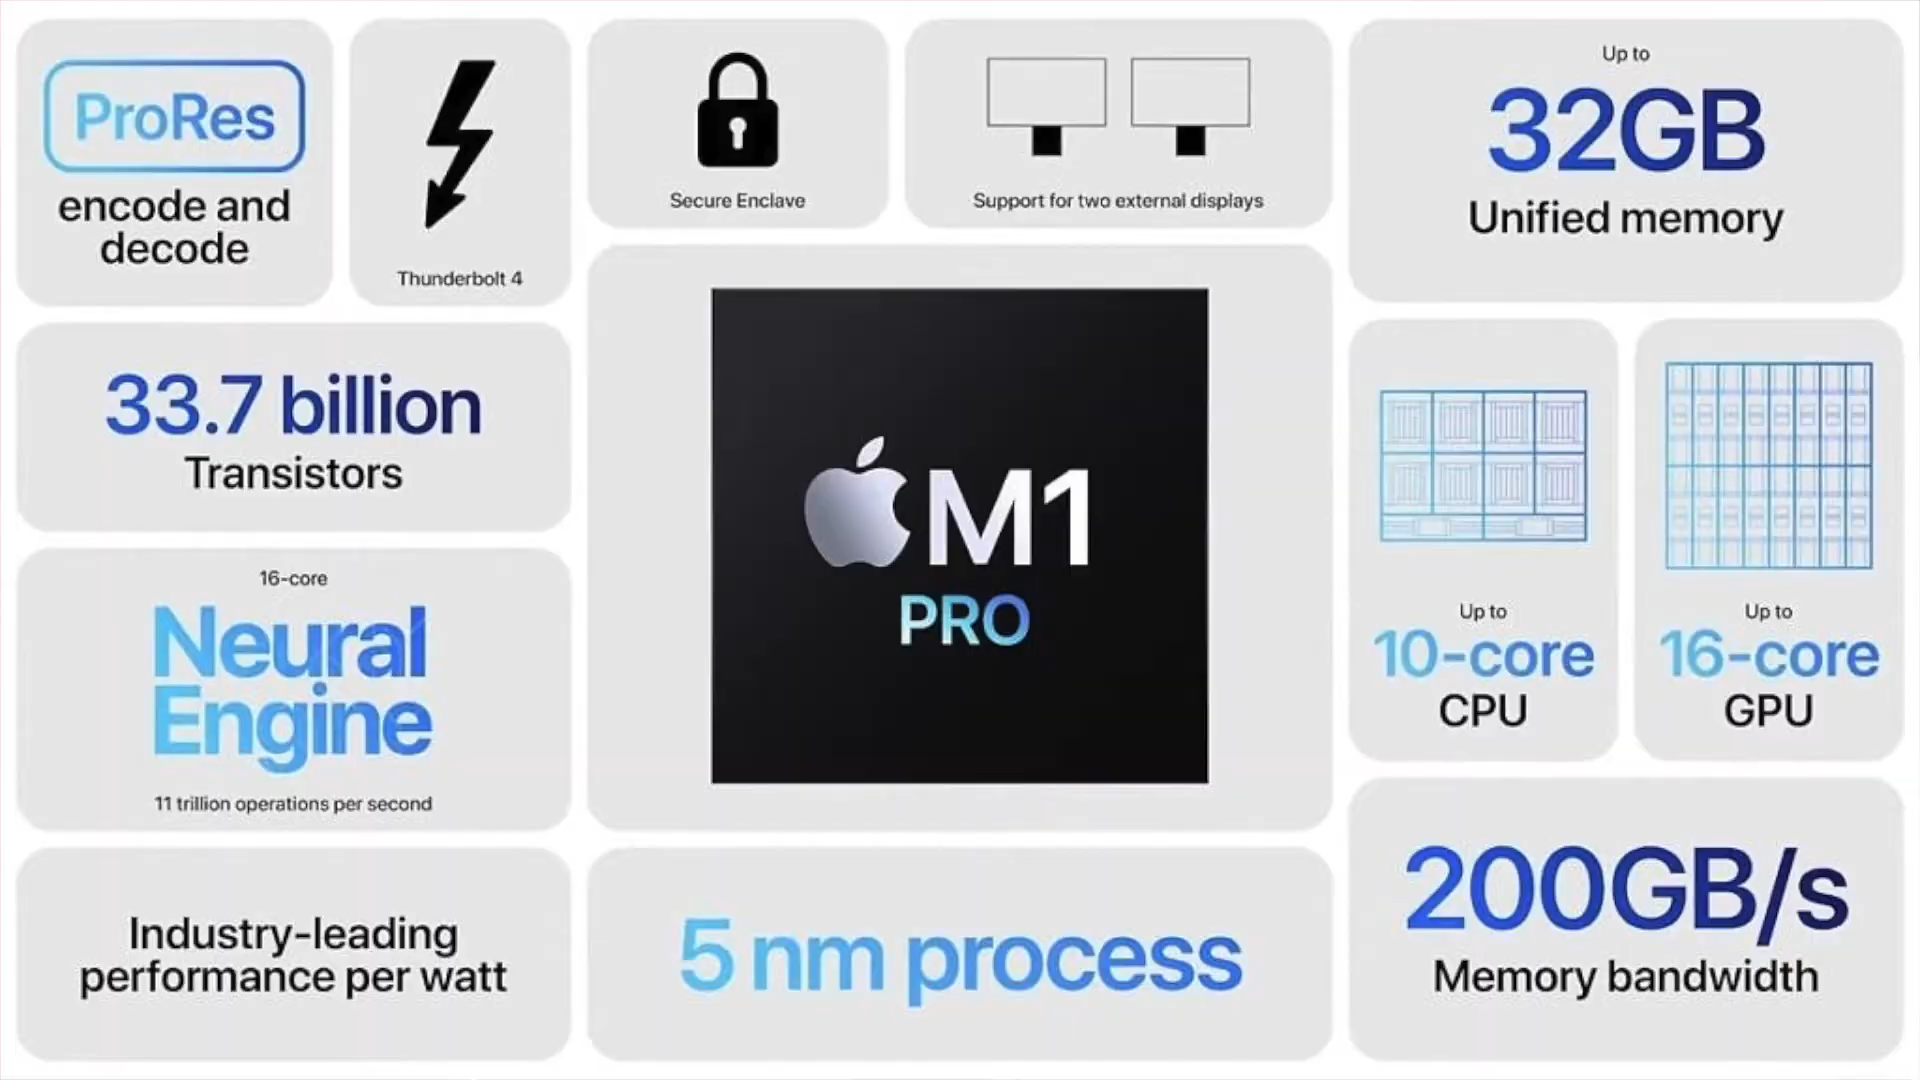 ProRes
encode and
decode
Thunderbolt 4
Secure Enclave
Support for two external displays
Up to
32GB
Unified memory
33.7 billion
Transistors
M1
PRO
Up to
10-core
CPU
Up to
16-core
GPU
16-core
Neural
Engine
11 trillion operations per second
Industry-leading
performance per watt
5 nm process
200GB/s
Memory bandwidth